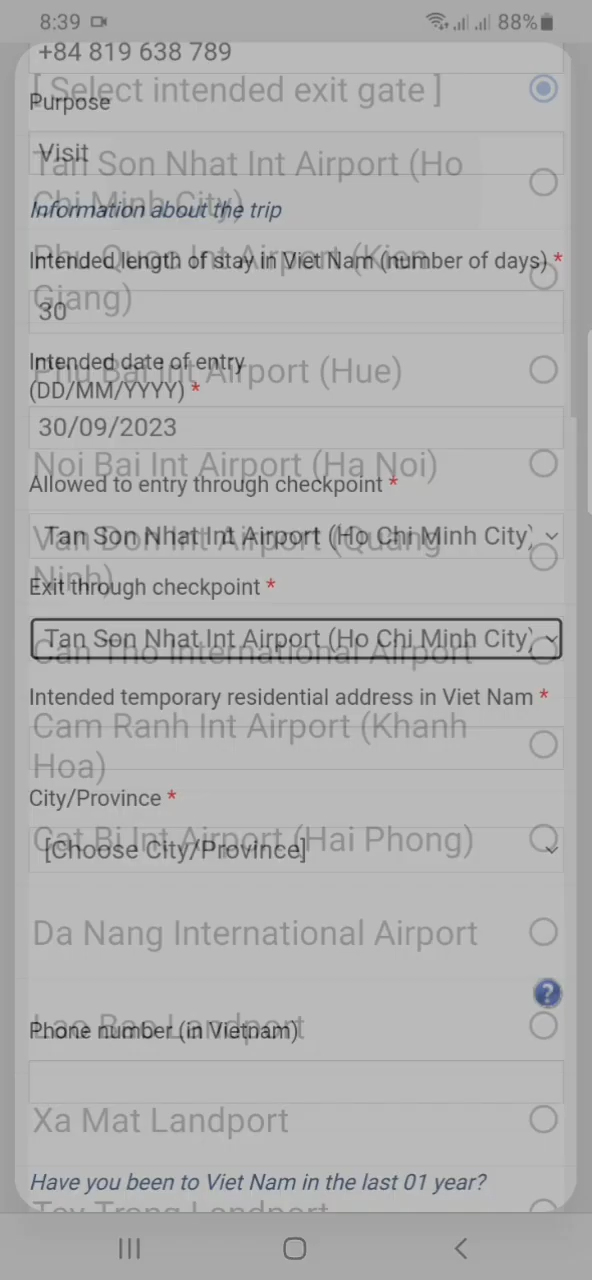 8:39
88%
+84 819 638 789
[ Select intended exit gate ]
Purpose
Visit
Tan Son Nhat Int Airport (Ho
Chi Minh City)
Information about the trip
Phu Quoc Int Airport (Kien
Giang)
Intended length of stay in Viet Nam (number of days) *
30
Intended date of entry
(DD/MM/YYYY) *
Phu Bai Int Airport (Hue)
30/09/2023
Noi Bai Int Airport (Ha Noi)
Allowed to entry through checkpoint *
Tan Son Nhat Int Airport (Ho Chi Minh City)
Van Don Int Airport (Quang
Ninh)
Exit through checkpoint *
Tan Son Nhat Int Airport (Ho Chi Minh City)
Can Tho International Airport
Intended temporary residential address in Viet Nam *
Cam Ranh Int Airport (Khanh
Hoa)
City/Province *
Cat Bi Int Airport (Hai Phong)
[Choose City/Province]
Da Nang International Airport
?
Lao Bao Landport
Phone number (in Vietnam)
Xa Mat Landport
Have you been to Viet Nam in the last 01 year?
Tay Trang Landport